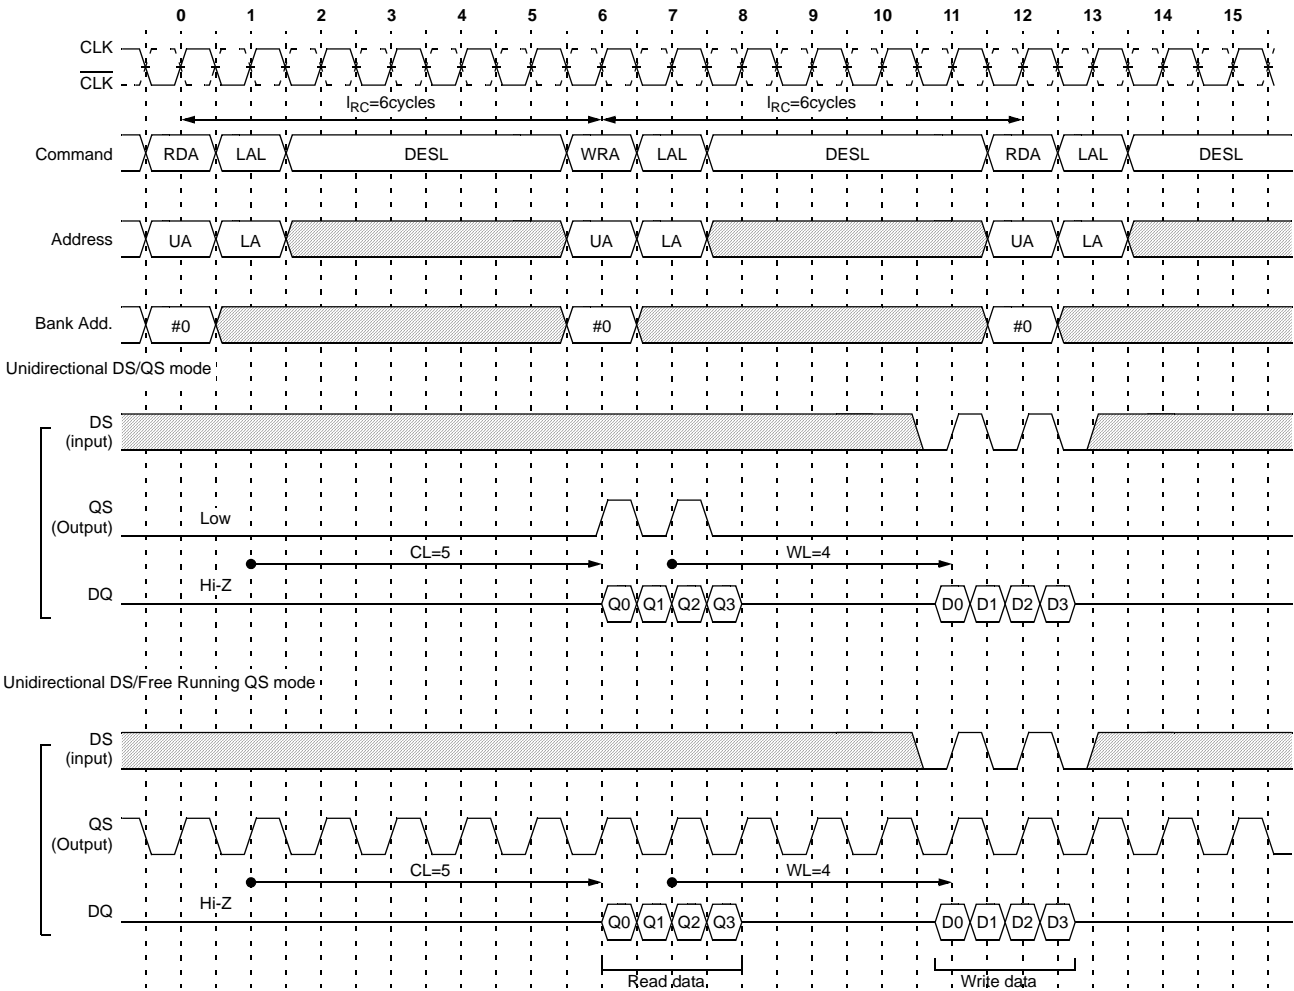 0 1 2 3 4 5 6 7 8 9 10 11 12 13 14 15
CLK
CLK
IRC=6cycles IRC=6cycles
Command RDA LAL DESL WRA LAL DESL RDA LAL DESL
Address UA LA UA LA UA LA
Bank Add. #0 #0 #0
Unidirectional DS/QS mode
DS
(input)
QS
(Output)
Low
CL=5 WL=4
Hi-Z
DQ Q0 Q1 Q2 Q3 D0 D1 D2 D3
Unidirectional DS/Free Running QS mode
DS
(input)
QS
(Output)
CL=5 WL=4
Hi-Z
DQ Q0 Q1 Q2 Q3 D0 D1 D2 D3
Read data Write data